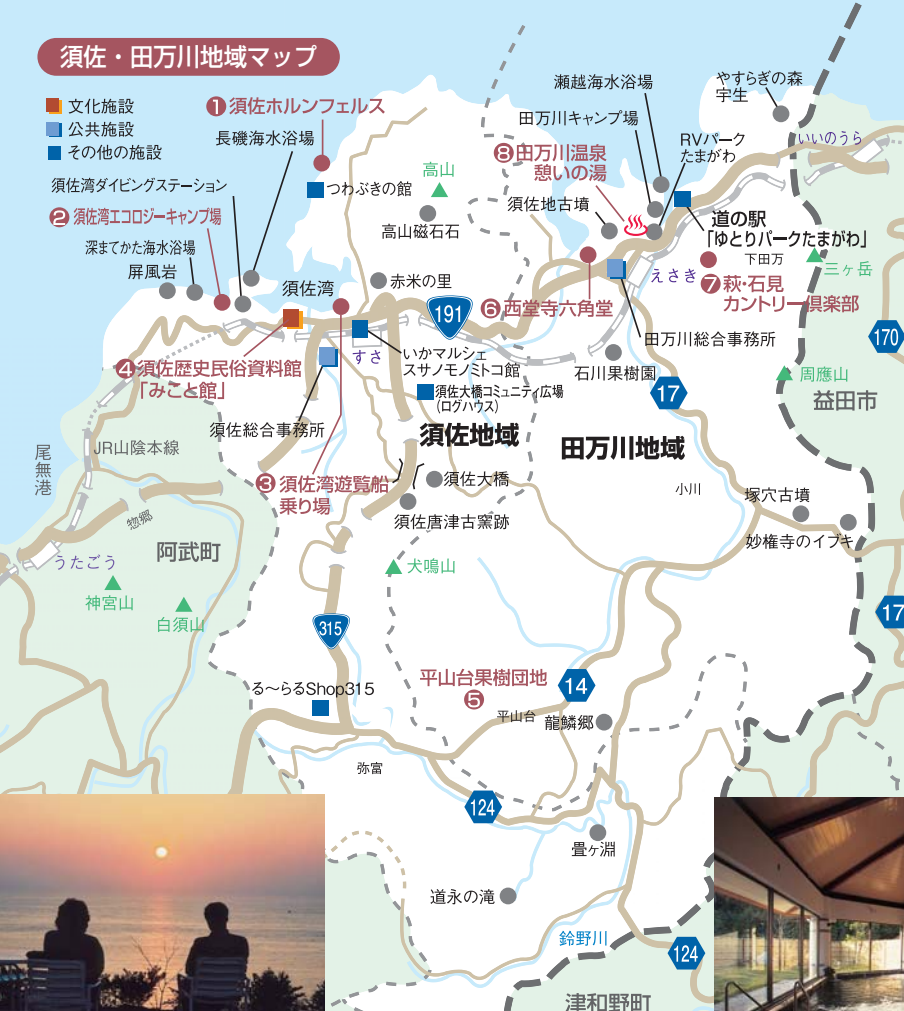 須佐・田万川地域マップ
文化施設
公共施設
その他の施設
❶須佐ホルンフェルス
長磯海水浴場
須佐湾ダイビングステーション
❷須佐湾エコロジーキャンプ場
深まてかた海水浴場
屏風岩
つわぶきの館
高山
高山磁石石
須佐湾
赤米の里
191
瀬越海水浴場
田万川キャンプ場
❽田万川温泉
憩いの湯
須佐地古墳
やすらぎの森
宇生
RVパーク
たまがわ
いいのうら
道の駅
「ゆとりパークたまがわ」
下田万
えさき
三ヶ岳
❼萩・石見
カントリー倶楽部
❻西堂寺六角堂
田万川総合事務所
170
❹須佐歴史民俗資料館
「みこと館」
すさ
いかマルシェ
スサノモノミトコ館
須佐大橋コミュニティ広場
(ログハウス)
石川果樹園
17
周應山
益田市
須佐総合事務所
須佐地域
田万川地域
尾無港
JR山陰本線
❸須佐湾遊覧船
乗り場
須佐大橋
須佐唐津古窯跡
小川
塚穴古墳
妙権寺のイブキ
惣郷
阿武町
うたごう
神宮山
白須山
犬鳴山
315
17
る〜らるShop315
平山台果樹団地
❺
14
平山台
龍鱗郷
弥富
124
畳ヶ淵
道永の滝
鈴野川
124
津和野町